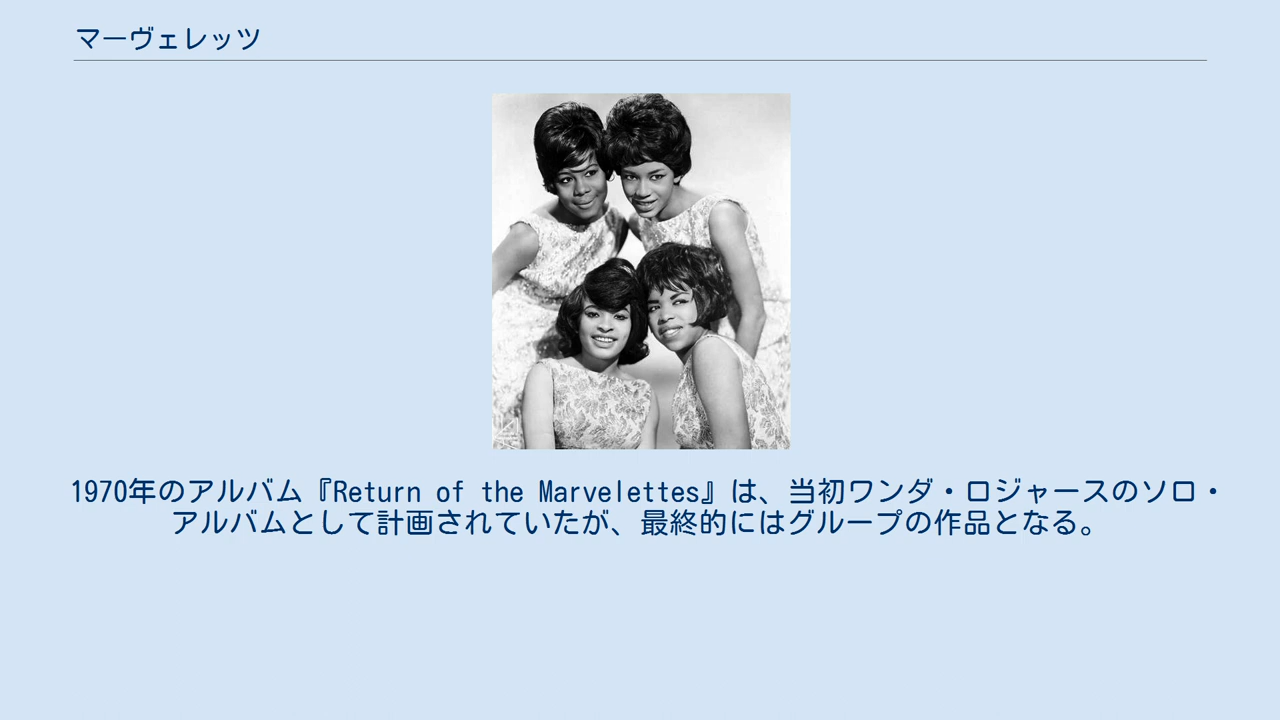 マーヴェレッツ
1970年のアルバム『Return of the Marvelettes』は、当初ワンダ・ロジャースのソロ・
アルバムとして計画されていたが、最終的にはグループの作品となる。